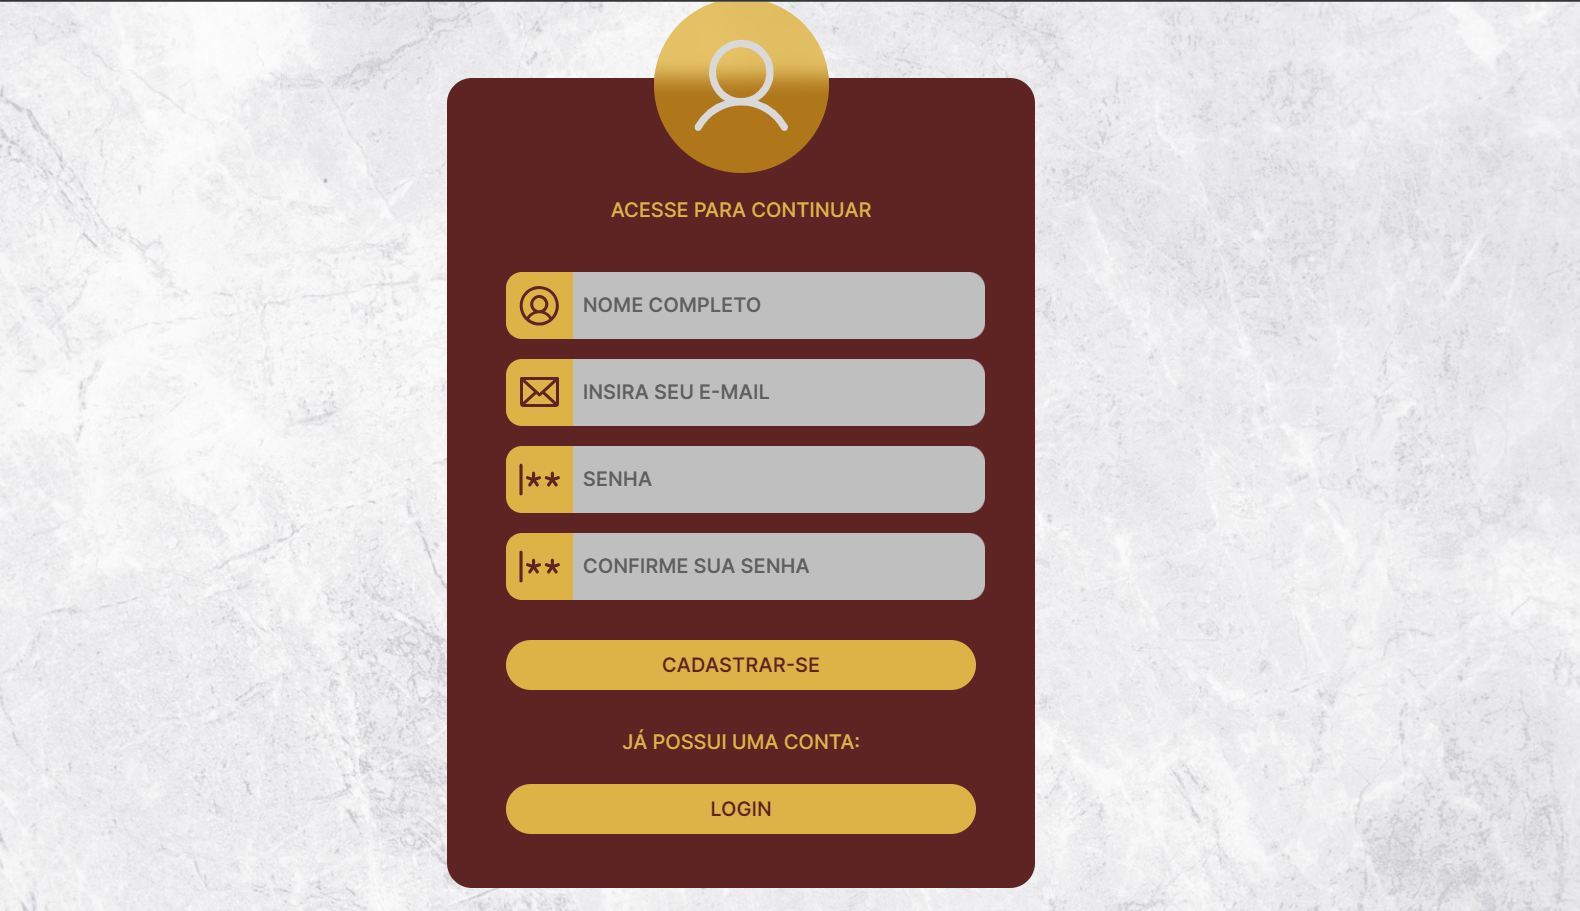 ACESSE PARA CONTINUAR
NOME COMPLETO
INSIRA SEU E-MAIL
|** SENHA
|** CONFIRME SUA SENHA
CADASTRAR-SE
JÁ POSSUI UMA CONTA:
LOGIN